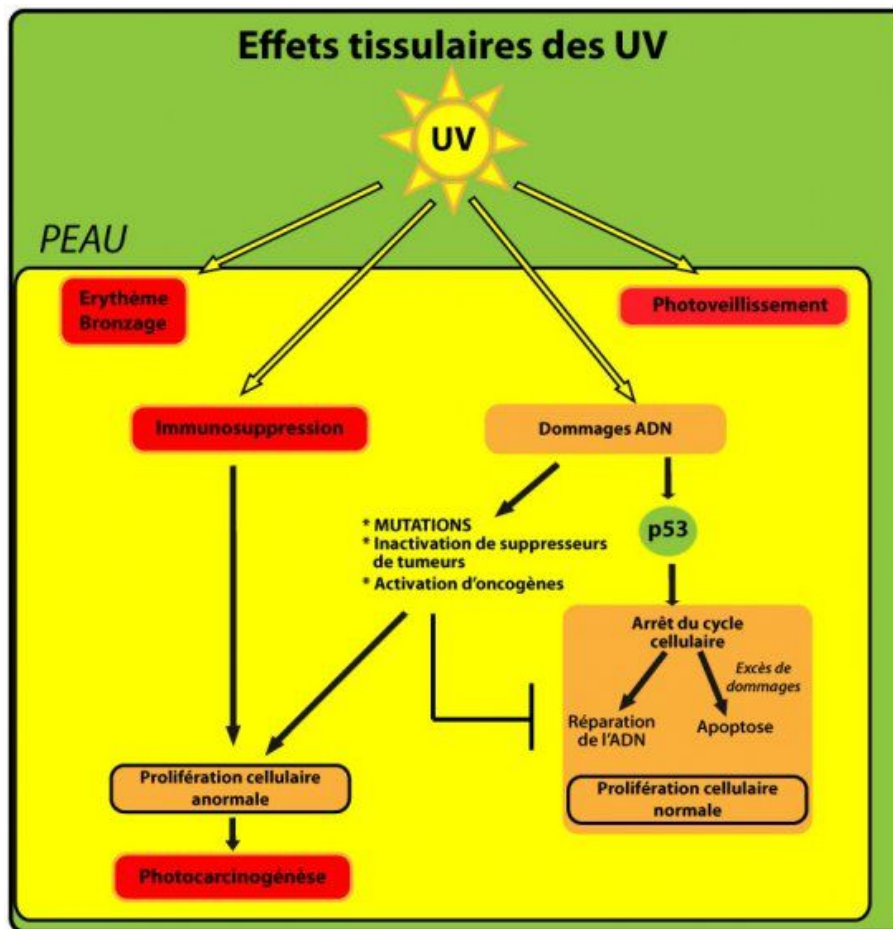 Effets tissulaires des UV
UV
PEAU
Erythème
Bronzage
Photoveillissement
Immunosuppression
Dommages ADN
* MUTATIONS
* Inactivation de suppresseurs
de tumeurs
* Activation d'oncogènes
p53
Arrêt du cycle
cellulaire
Excès de
dommages
Réparation
de l'ADN
Apoptose
Prolifération cellulaire
anormale
Prolifération cellulaire
normale
Photocarcinogénèse